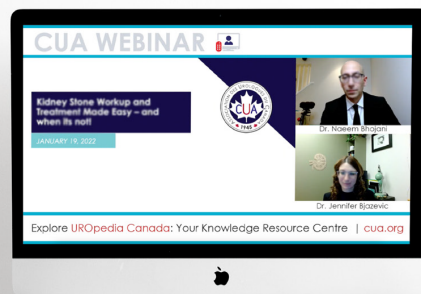 CUA WEBINAR
Kidney Stone Workup and
Treatment Made Easy – and
when its not!
JANUARY 19, 2022
CUA
1945
Dr. Naeem Bhojani
Dr. Jennifer Bjazevic
Explore UROpedia Canada: Your Knowledge Resource Centre | cua.org